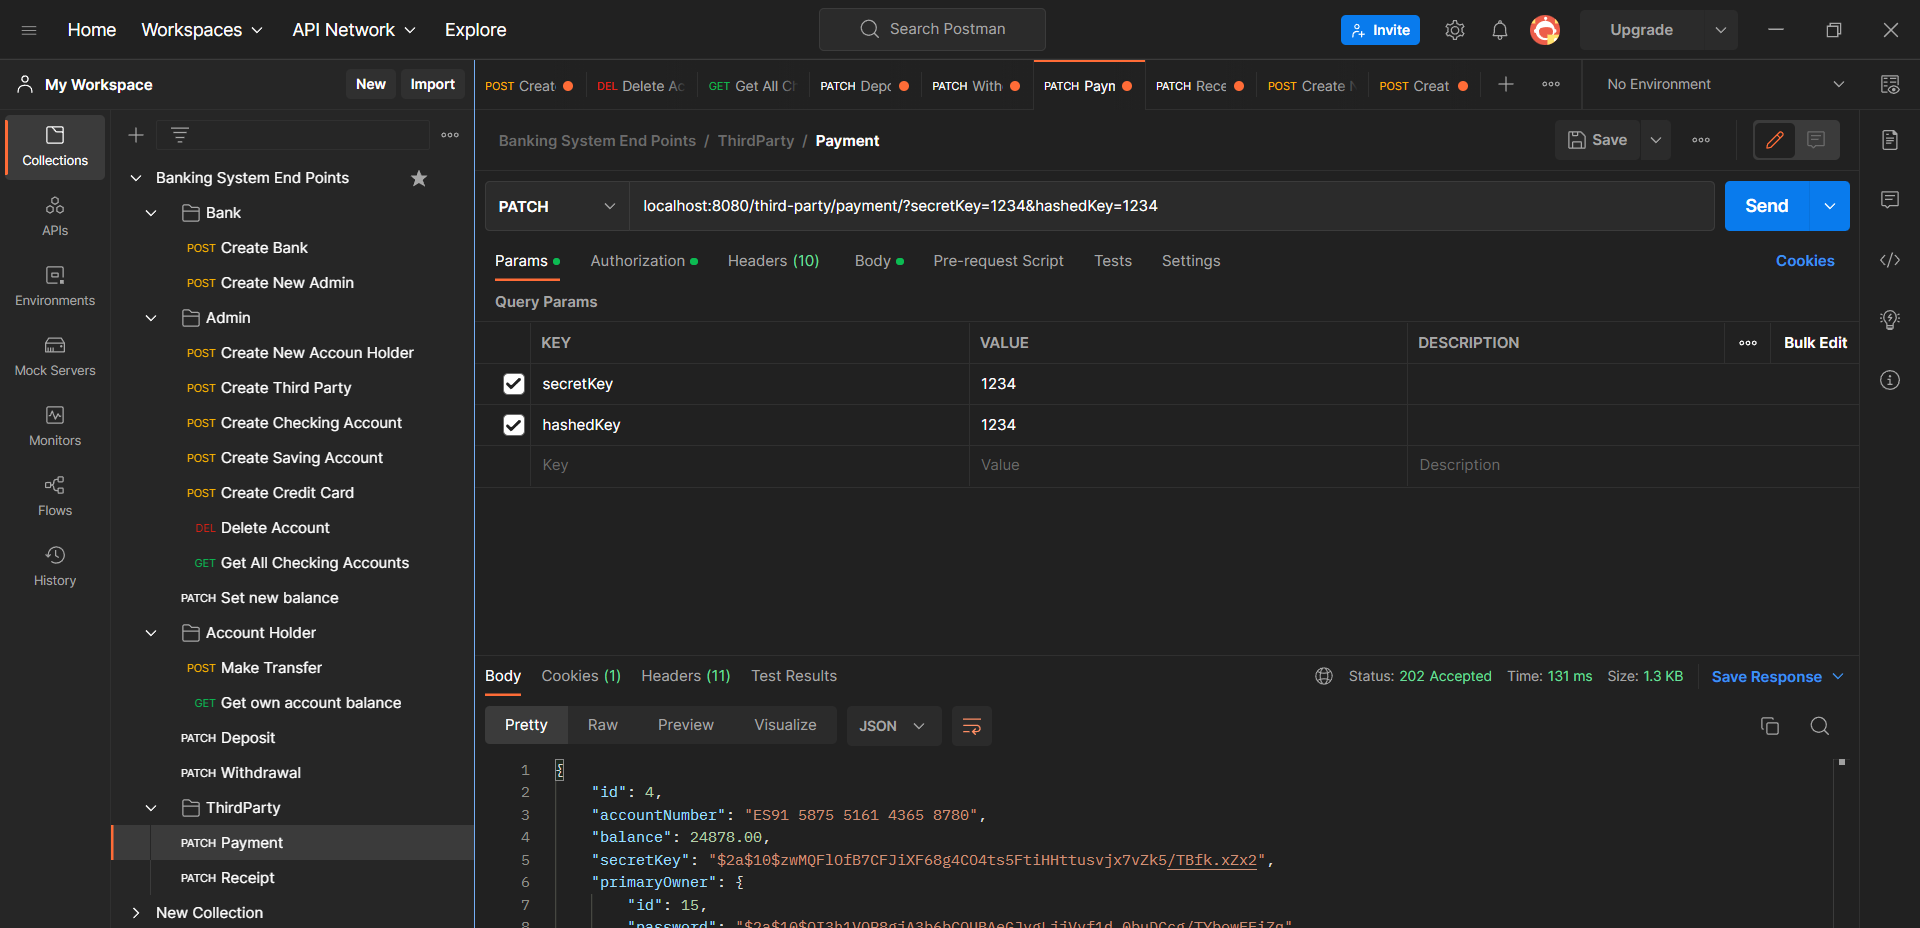 Home Workspaces API Network Explore Search Postman Invite Upgrade
My Workspace New Import POST Creat DEL Delete Ac GET Get All C PATCH Depo PATCH With PATCH Payn PATCH Rece POST Create POST Creat No Environment
Banking System End Points / ThirdParty / Payment Save
Collections
APIs
Environments
Mock Servers
Monitors
Flows
History
Banking System End Points
Bank
POST Create Bank
POST Create New Admin
Admin
POST Create New Accoun Holder
POST Create Third Party
POST Create Checking Account
POST Create Saving Account
POST Create Credit Card
DEL Delete Account
GET Get All Checking Accounts
PATCH Set new balance
Account Holder
POST Make Transfer
GET Get own account balance
PATCH Deposit
PATCH Withdrawal
ThirdParty
PATCH Payment
PATCH Receipt
New Collection
PATCH localhost:8080/third-party/payment/?secretKey=1234&hashedKey=1234 Send
Params Authorization Headers (10) Body Pre-request Script Tests Settings Cookies
Query Params
KEY VALUE DESCRIPTION Bulk Edit
secretKey 1234
hashedKey 1234
Key Value Description
Body Cookies (1) Headers (11) Test Results Status: 202 Accepted Time: 131 ms Size: 1.3 KB Save Response
Pretty Raw Preview Visualize JSON
1 {
2 "id": 4,
3 "accountNumber": "ES91 5875 5161 4365 8780",
4 "balance": 24878.00,
5 "secretKey": "$2a$10$zwMQFlOfB7CFJiXF68g4CO4ts5FtiHHttusvjx7vZk5/TBfk.xZx2",
6 "primaryOwner": {
7 "id": 15,
8 "password":